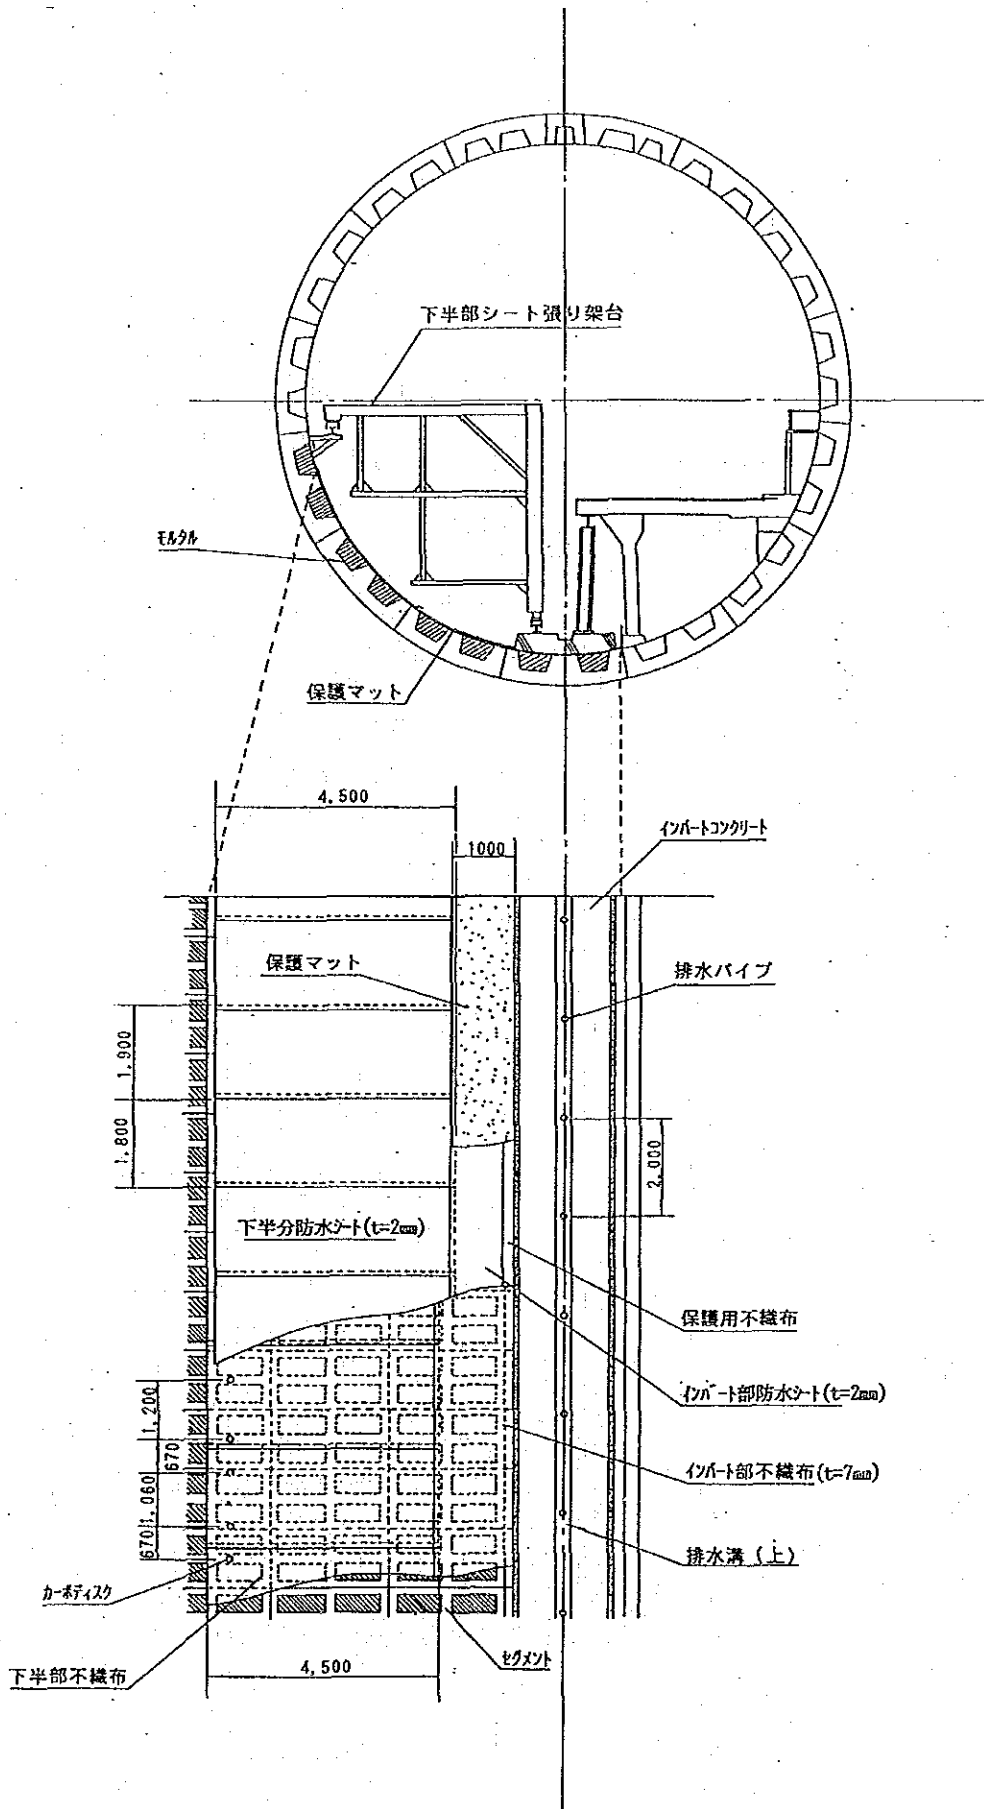 下半部シート張り架台
モルタル
保護マット
4,500
1000
インバートコンクリート
保護マット
排水パイプ
1,900
1,800
2,000
下半分防水シート(t=2mm)
保護用不織布
インバート部防水シート(t=2mm)
1,200
670
インバート部不織布(t=7mm)
1,060
670
排水溝(上)
カーボディスク
セグメント
4,500
下半部不織布